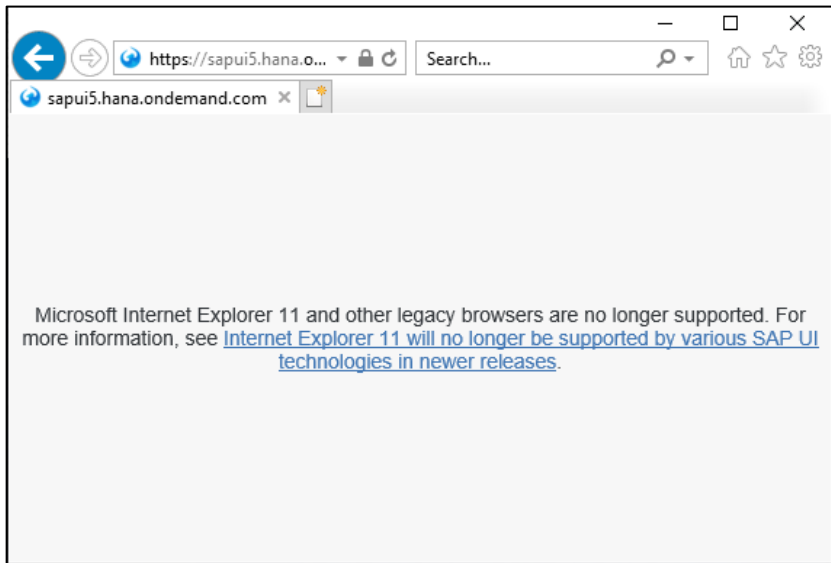 https://sapui5.hana.o...
Search...
sapui5.hana.ondemand.com
Microsoft Internet Explorer 11 and other legacy browsers are no longer supported. For
more information, see Internet Explorer 11 will no longer be supported by various SAP UI
technologies in newer releases.